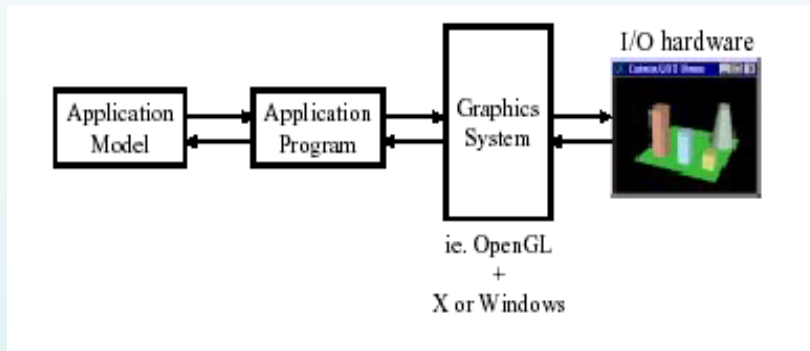 I/O hardware
Application
Model
Application
Program
Graphics
System
ie. OpenGL
+
X or Windows